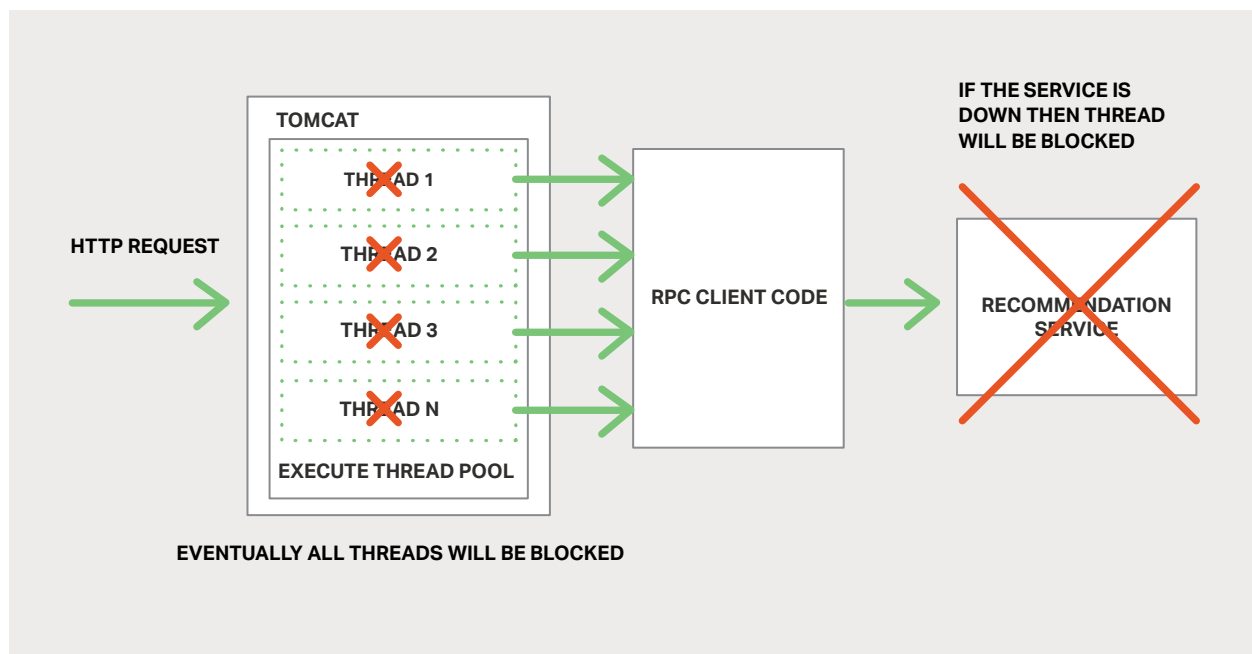 IF THE SERVICE IS
DOWN THEN THREAD
WILL BE BLOCKED
TOMCAT
THREAD 1
HTTP REQUEST
THREAD 2
RPC CLIENT CODE
RECOMMENDATION
SERVICE
THREAD 3
THREAD N
EXECUTE THREAD POOL
EVENTUALLY ALL THREADS WILL BE BLOCKED